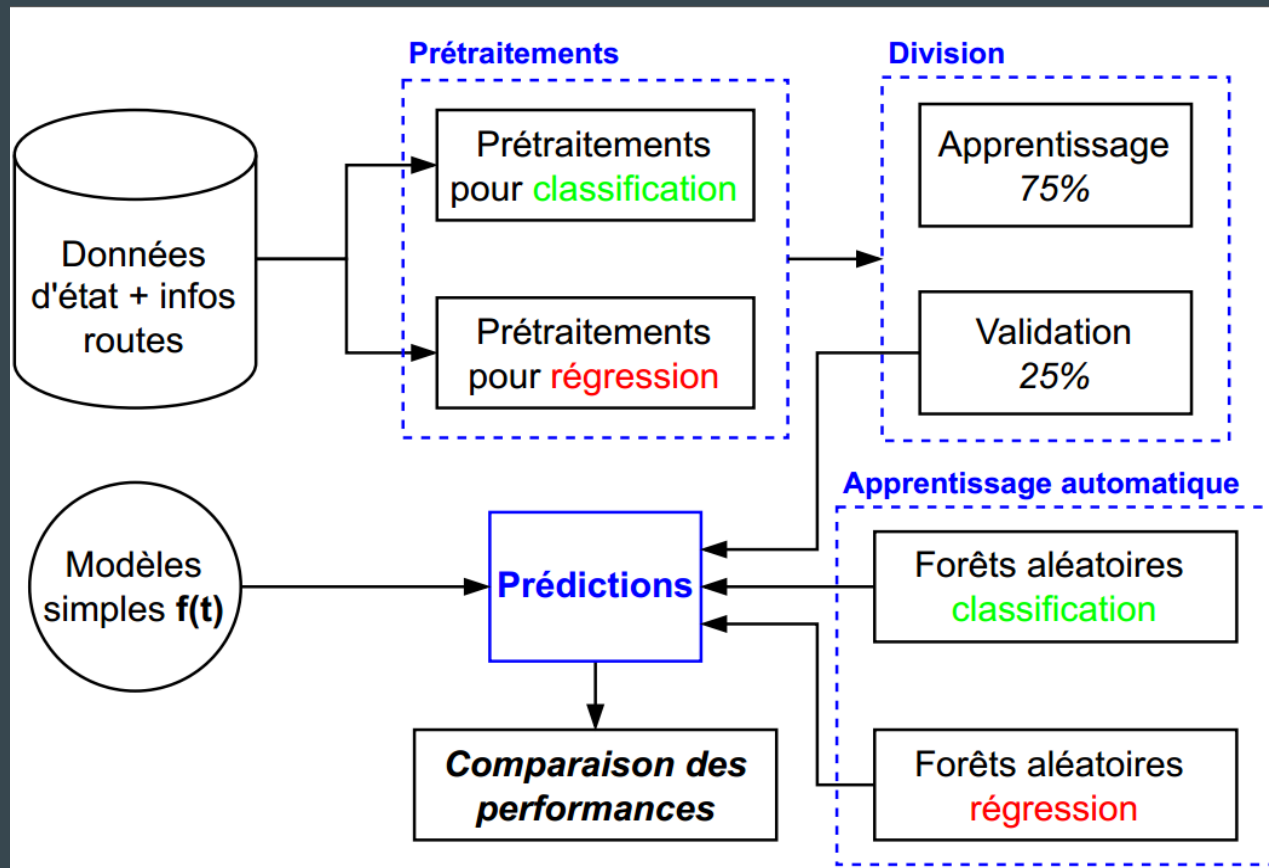 Prétraitements
Division
Données
d'état + infos
routes
Prétraitements
pour classification
Prétraitements
pour régression
Apprentissage
75%
Validation
25%
Apprentissage automatique
Modèles
simples f(t)
Prédictions
Forêts aléatoires
classification
Comparaison des
performances
Forêts aléatoires
régression